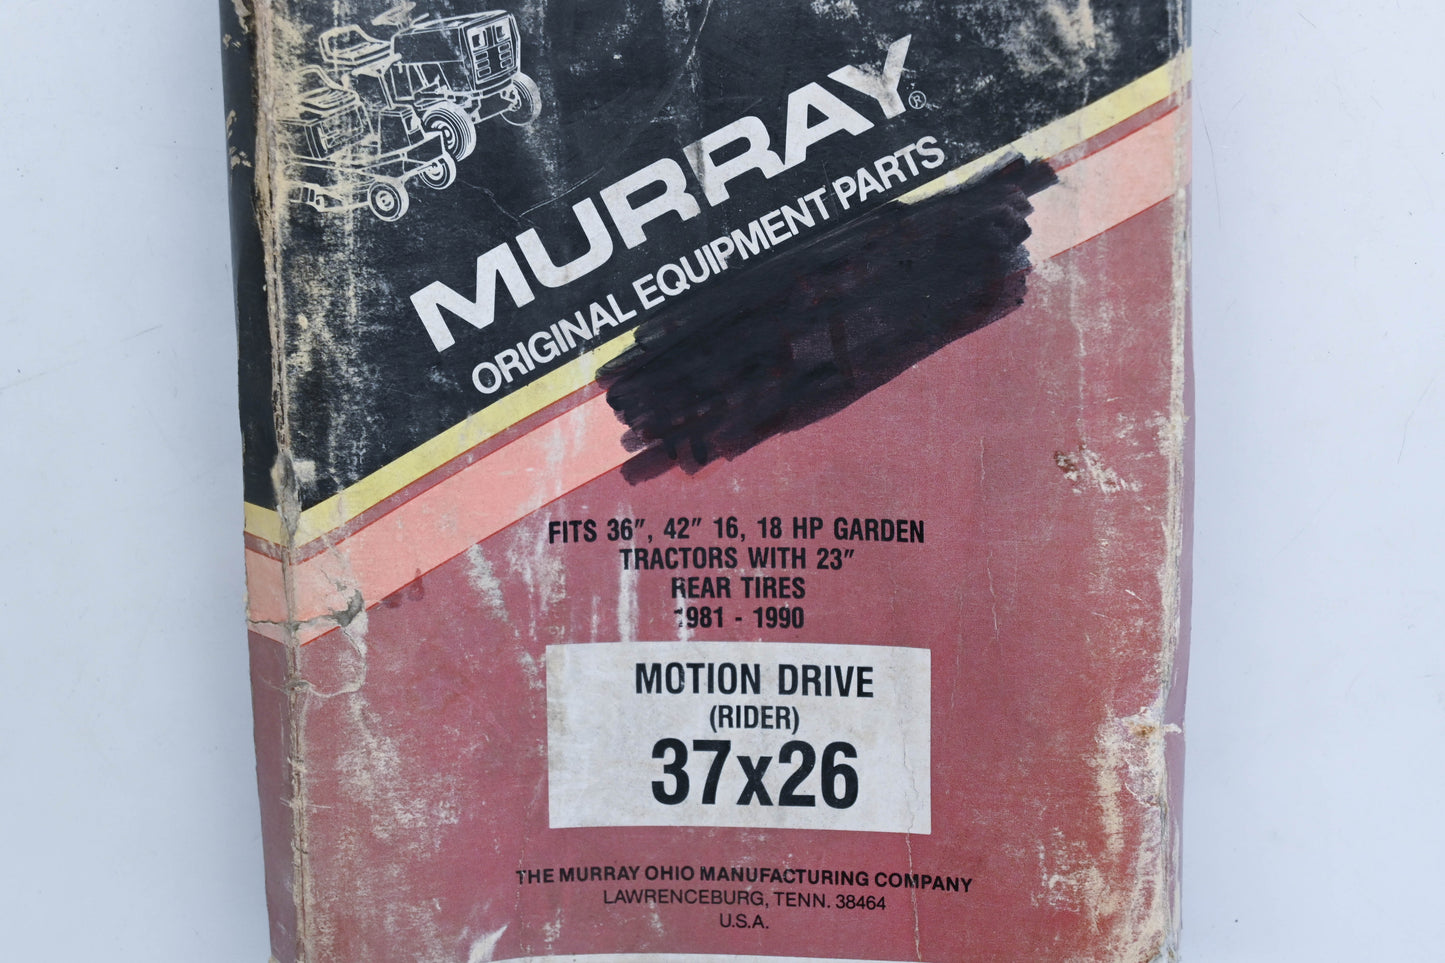 MURRAY®
ORIGINAL EQUIPMENT PARTS
FITS 36", 42" 16, 18 HP GARDEN
TRACTORS WITH 23"
REAR TIRES
1981 - 1990
MOTION DRIVE
(RIDER)
37x26
THE MURRAY OHIO MANUFACTURING COMPANY
LAWRENCEBURG, TENN. 38464
U.S.A.